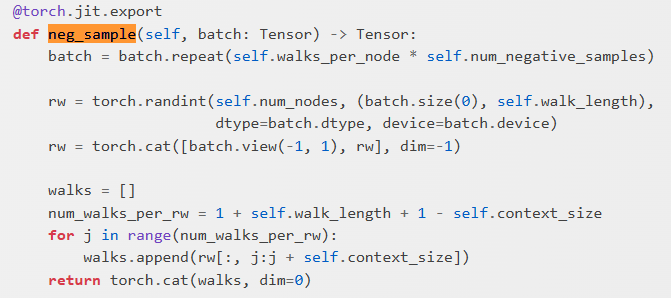 @torch.jit.export
def neg_sample(self, batch: Tensor) -> Tensor:
    batch = batch.repeat(self.walks_per_node * self.num_negative_samples)

    rw = torch.randint(self.num_nodes, (batch.size(0), self.walk_length),
                       dtype=batch.dtype, device=batch.device)
    rw = torch.cat([batch.view(-1, 1), rw], dim=-1)

    walks = []
    num_walks_per_rw = 1 + self.walk_length + 1 - self.context_size
    for j in range(num_walks_per_rw):
        walks.append(rw[:, j:j + self.context_size])
    return torch.cat(walks, dim=0)